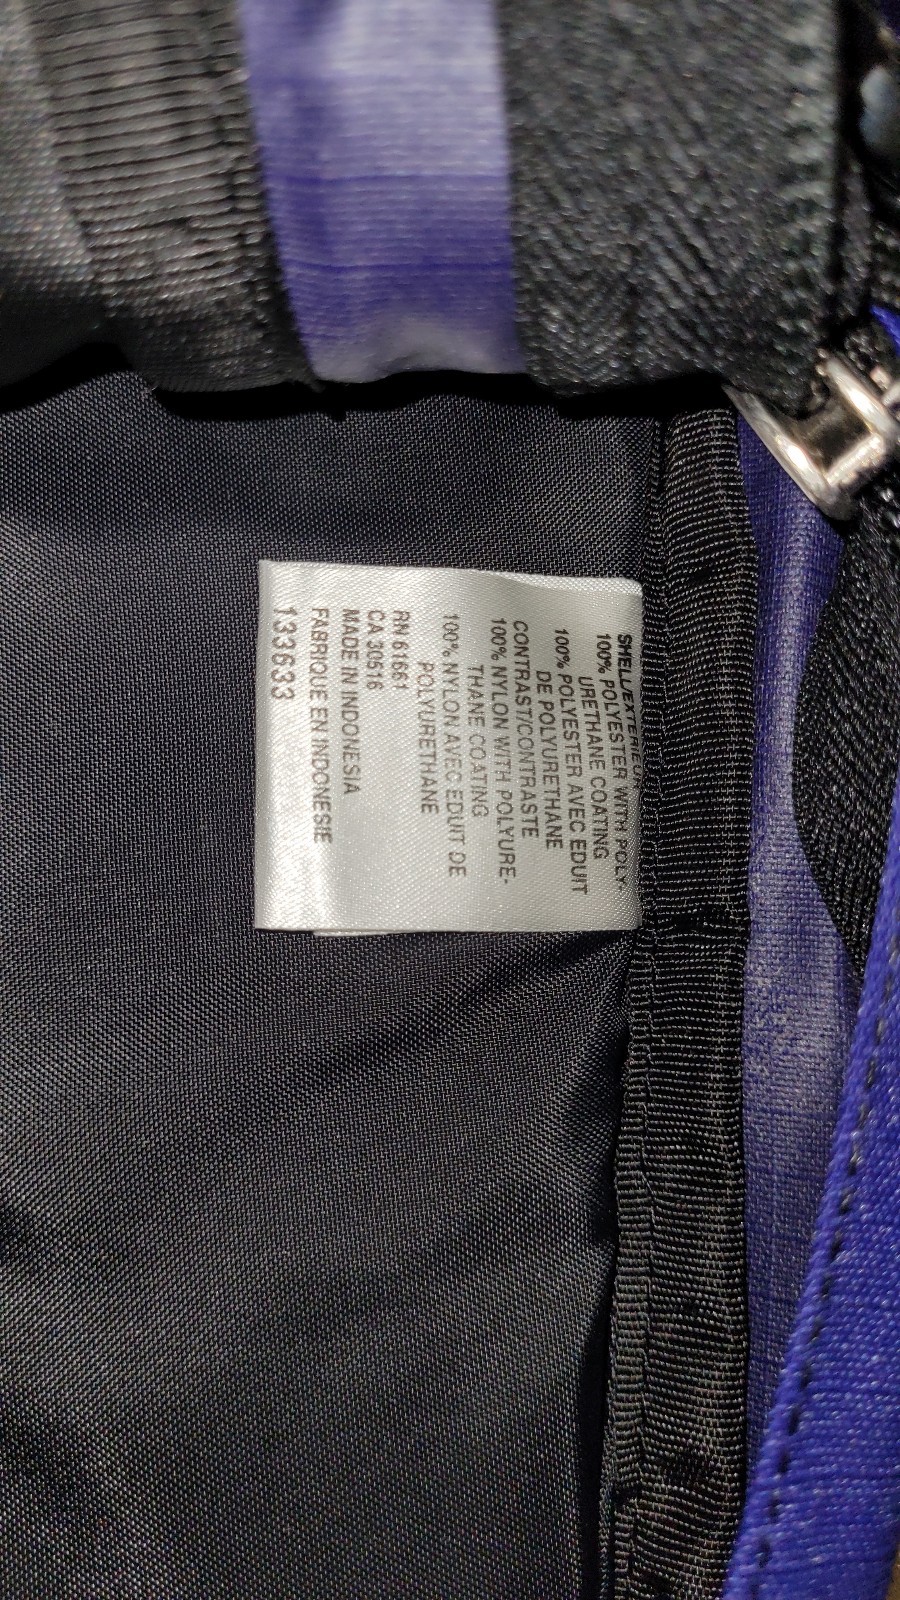 SHELL/EXTERIEUR
100% POLYESTER WITH POLY-
URETHANE COATING
100% POLYESTER AVEC EDUIT
DE POLYURETHANE
CONTRAST/CONTRASTE
100% NYLON WITH POLYURE-
THANE COATING
100% NYLON AVEC EDUIT DE
POLYURETHANE
RN 61661
CA 30516
MADE IN INDONESIA
FABRIQUE EN INDONESIE
133633